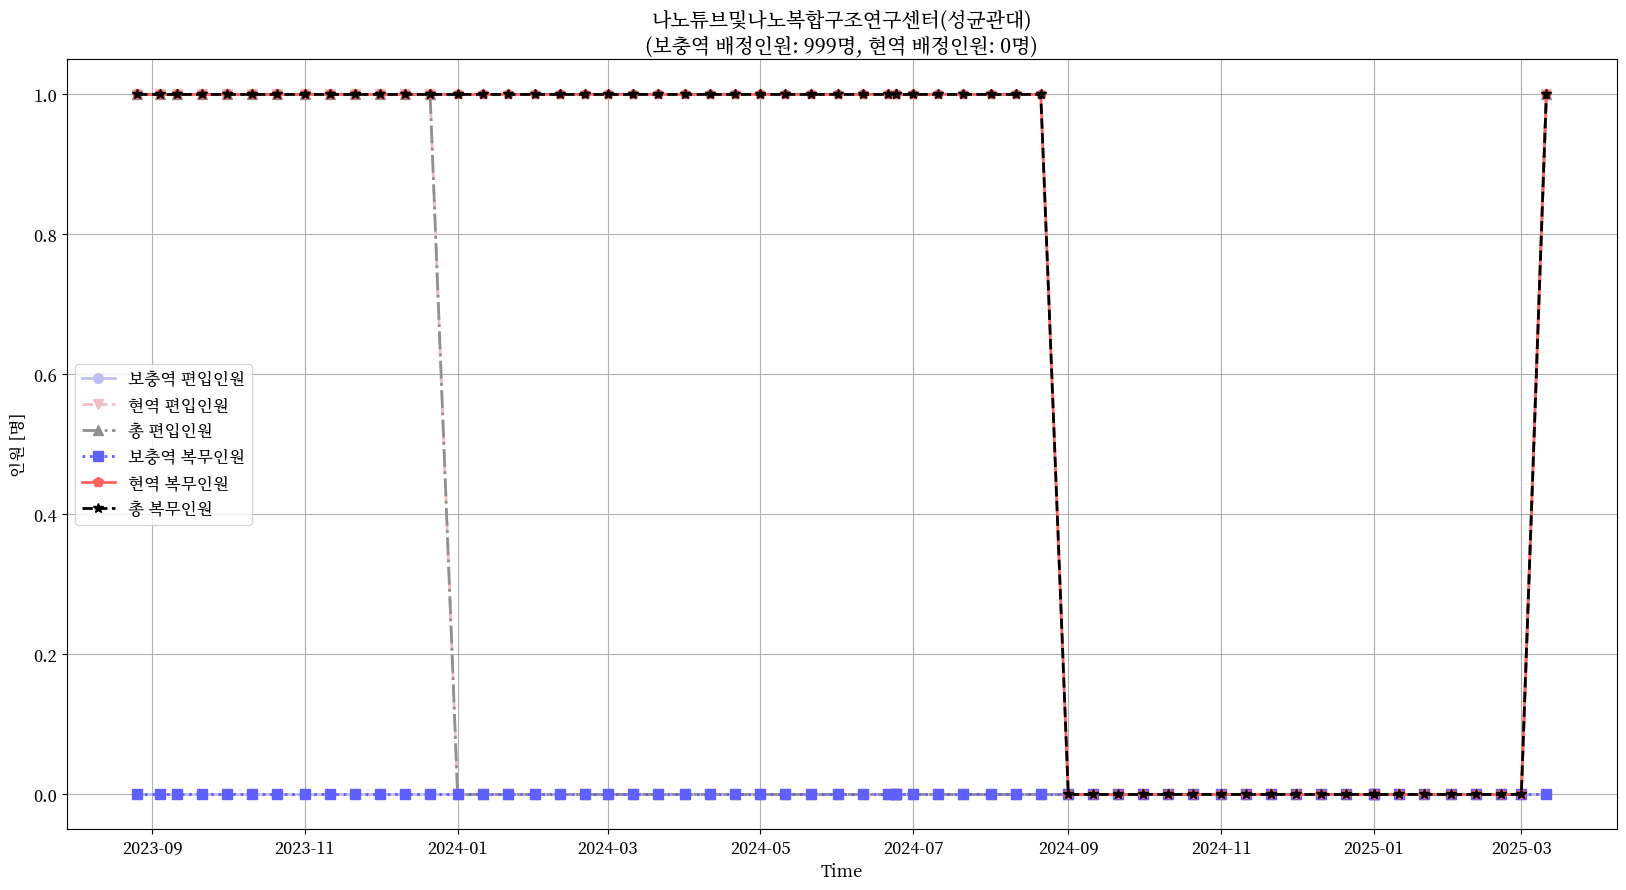 나노튜브및나노복합구조연구센터(성균관대)
(보충역 배정인원: 999명, 현역 배정인원: 0명)
인원 [명]
1.0
0.8
0.6
0.4
0.2
0.0
보충역 편입인원
현역 편입인원
총 편입인원
보충역 복무인원
현역 복무인원
총 복무인원
2023-09 2023-11 2024-01 2024-03 2024-05 2024-07 2024-09 2024-11 2025-01 2025-03
Time